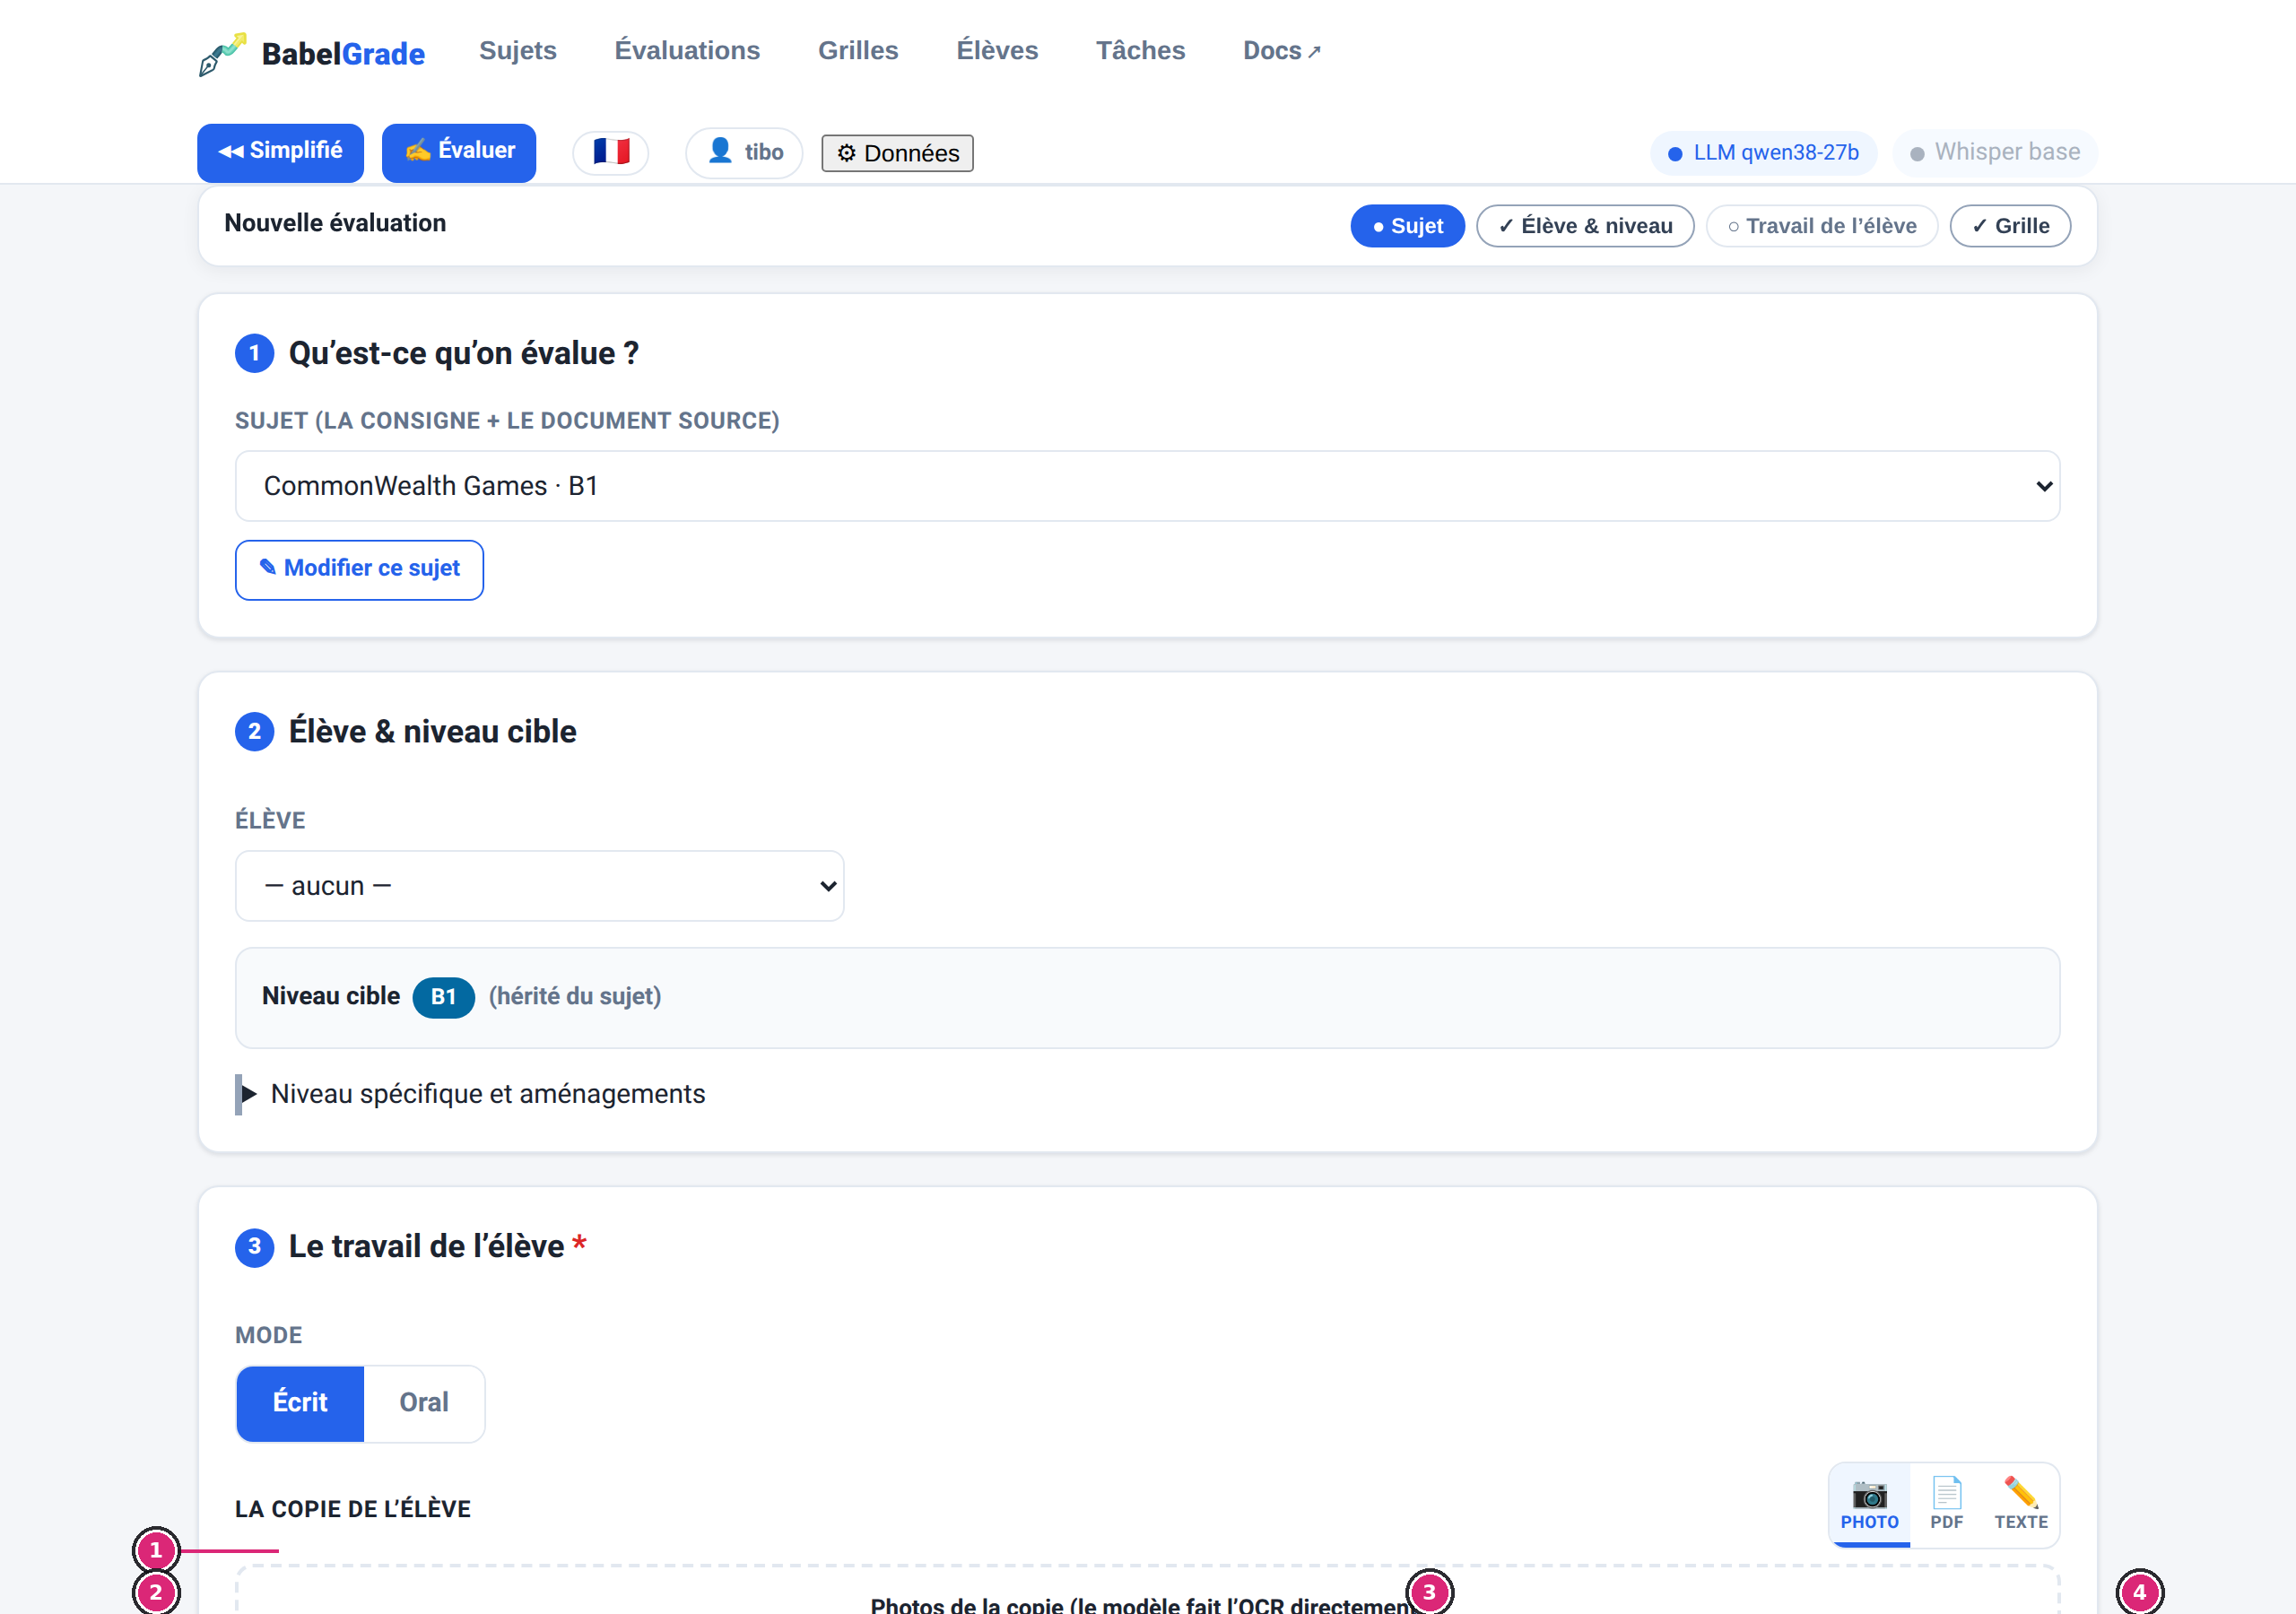 BabelGrade Sujets Évaluations Grilles Élèves Tâches Docs ↗
◂◂ Simplifié ✍️ Évaluer 🇫🇷 👤 tibo ⚙ Données ● LLM qwen38-27b ● Whisper base
Nouvelle évaluation ● Sujet ✓ Élève & niveau ○ Travail de l’élève ✓ Grille
1 Qu’est-ce qu’on évalue ?
SUJET (LA CONSIGNE + LE DOCUMENT SOURCE)
CommonWealth Games · B1
✎ Modifier ce sujet
2 Élève & niveau cible
ÉLÈVE
— aucun —
Niveau cible B1 (hérité du sujet)
▶ Niveau spécifique et aménagements
3 Le travail de l’élève *
MODE
Écrit Oral
LA COPIE DE L’ÉLÈVE
PHOTO PDF TEXTE
1
2 3 4
Photos de la copie (le modèle fait l’OCR directement